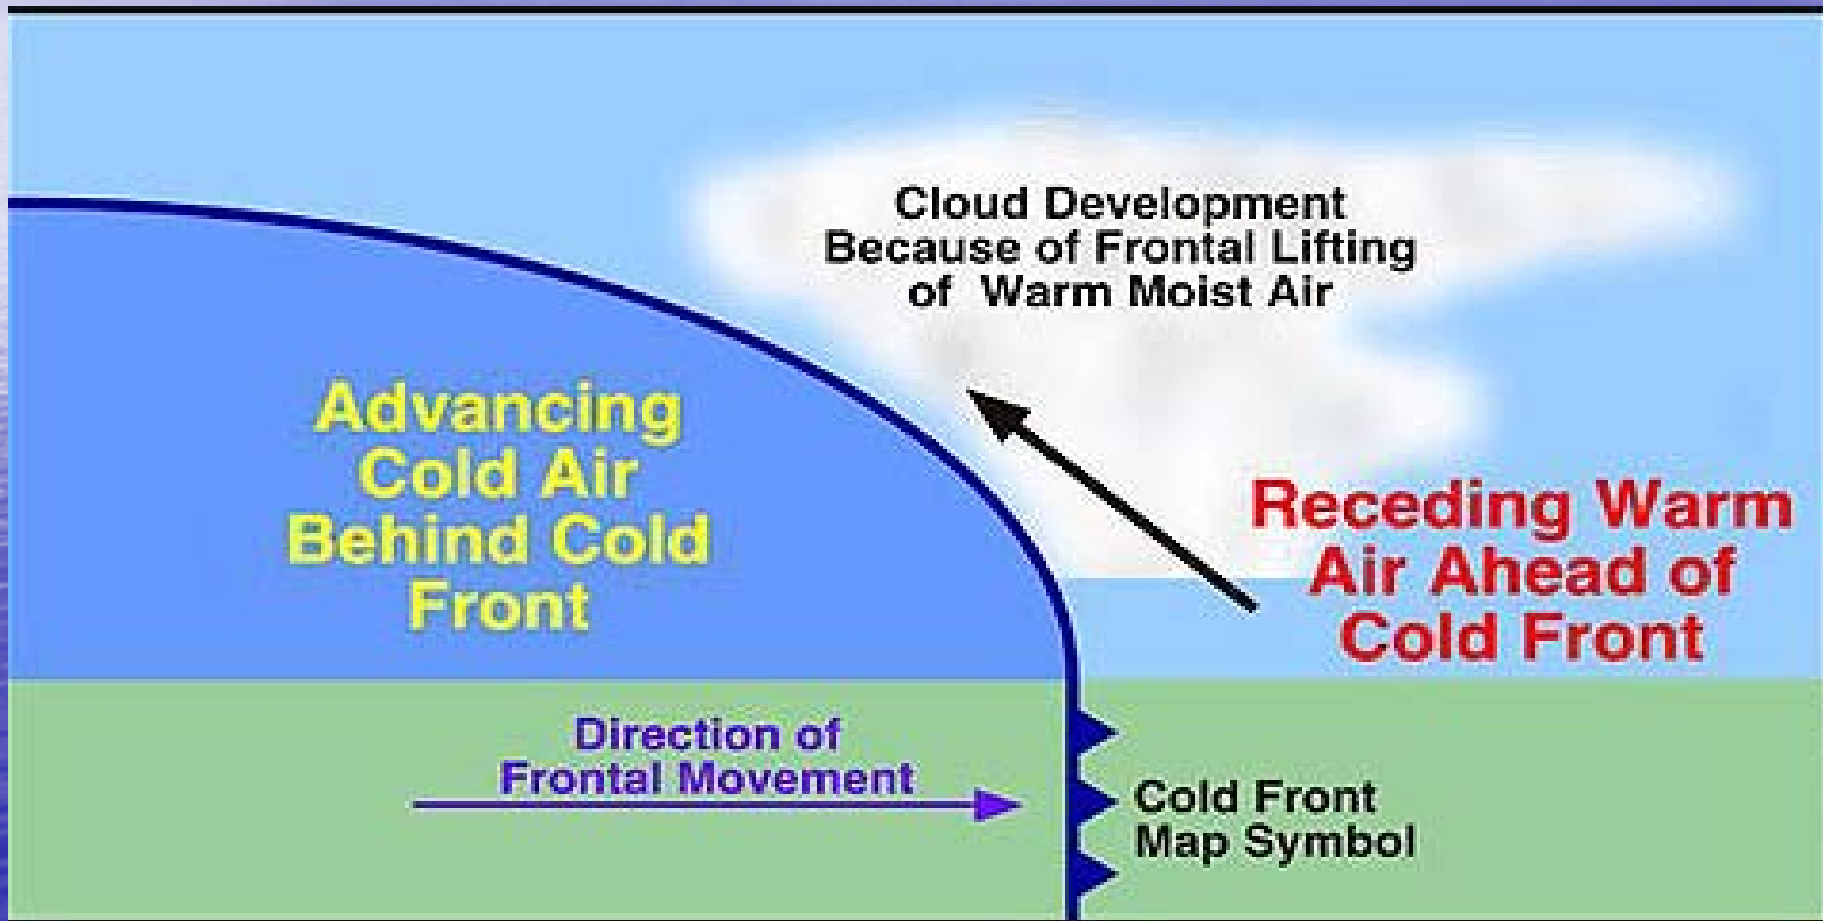 Cloud Development
Because of Frontal Lifting
of Warm Moist Air
Advancing
Cold Air
Behind Cold
Front
Receding Warm
Air Ahead of
Cold Front
Direction of
Frontal Movement
Cold Front
Map Symbol